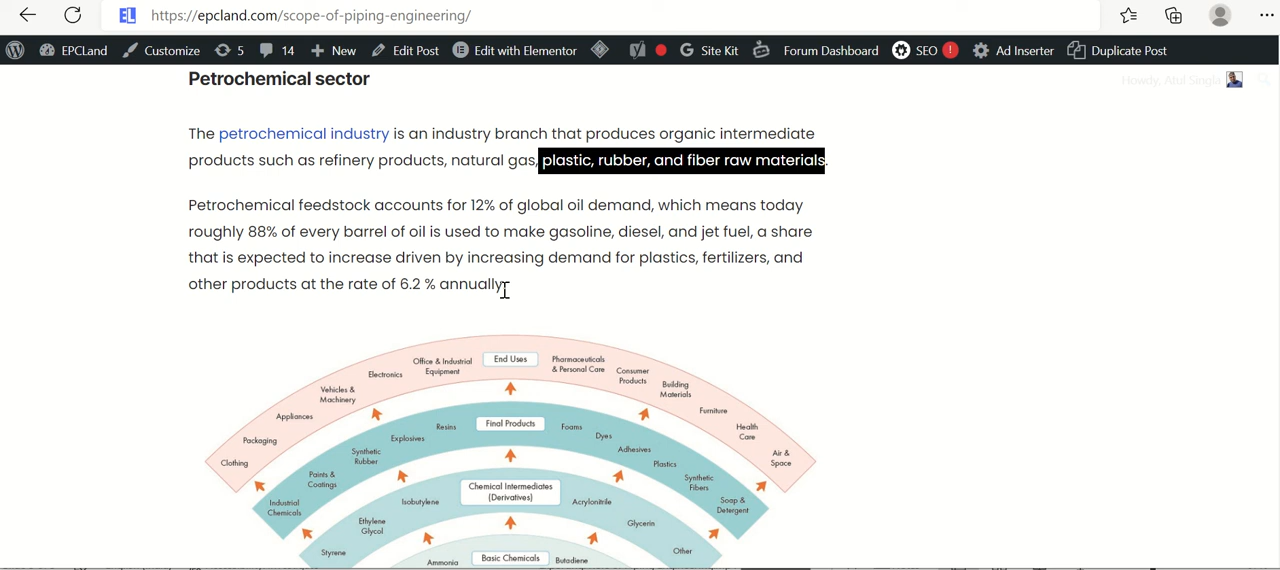 https://epcland.com/scope-of-piping-engineering/
EPCLand Customize 5 14 New Edit Post Edit with Elementor Site Kit Forum Dashboard SEO ! Ad Inserter Duplicate Post
Howdy, Atul Singla
Petrochemical sector
The petrochemical industry is an industry branch that produces organic intermediate
products such as refinery products, natural gas, plastic, rubber, and fiber raw materials.
Petrochemical feedstock accounts for 12% of global oil demand, which means today
roughly 88% of every barrel of oil is used to make gasoline, diesel, and jet fuel, a share
that is expected to increase driven by increasing demand for plastics, fertilizers, and
other products at the rate of 6.2 % annually.
End Uses
Clothing
Packaging
Appliances
Vehicles &
Machinery
Electronics
Office & Industrial
Equipment
Pharmaceuticals
& Personal Care
Consumer
Products
Building
Materials
Furniture
Health
Care
Air &
Space
Final Products
Industrial
Chemicals
Paints &
Coatings
Synthetic
Rubber
Explosives
Resins
Foams
Dyes
Adhesives
Plastics
Synthetic
Fibers
Soap &
Detergent
Chemical Intermediates
(Derivatives)
Styrene
Ethylene
Glycol
Isobutylene
Acrylonitrile
Glycerin
Other
Basic Chemicals
Ammonia
Butadiene